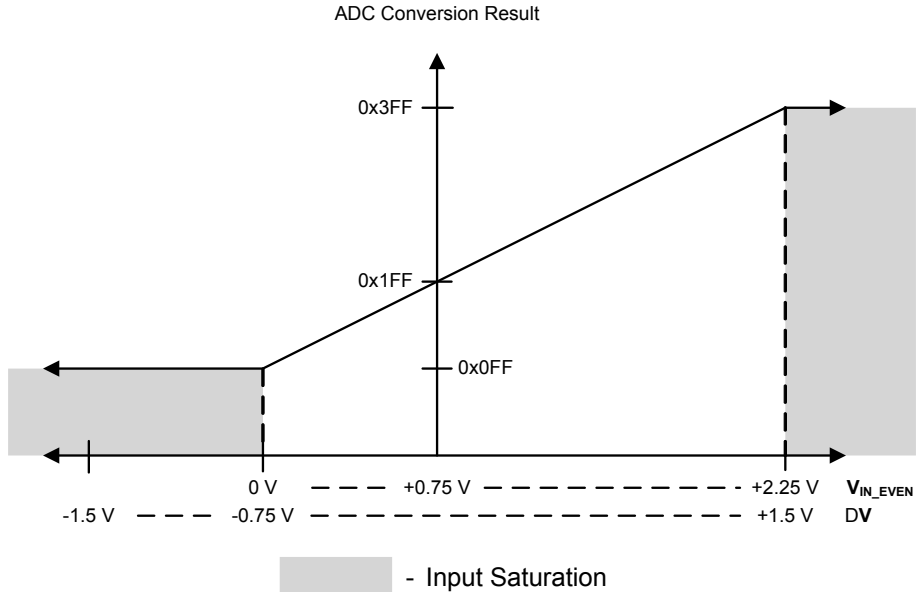 ADC Conversion Result
0x3FF
0x1FF
0x0FF
0 V +0.75 V +2.25 V VIN_EVEN
-1.5 V -0.75 V +1.5 V DV
- Input Saturation